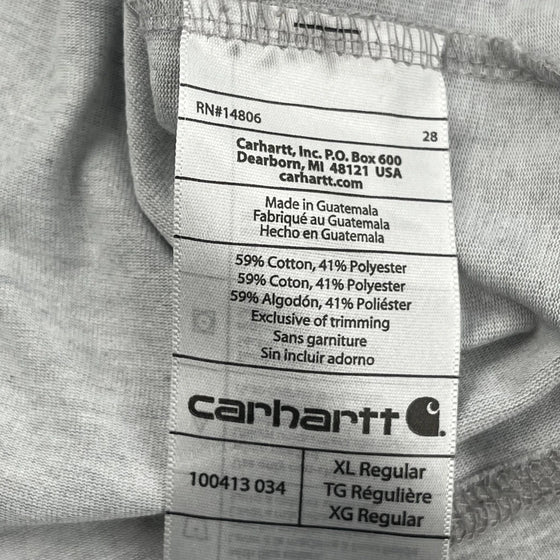 RN#14806
28
Carhartt, Inc. P.O. Box 600
Dearborn, MI 48121 USA
carhartt.com
Made in Guatemala
Fabriqué au Guatemala
Hecho en Guatemala
59% Cotton, 41% Polyester
59% Coton, 41% Polyester
59% Algodón, 41% Poliéster
Exclusive of trimming
Sans garniture
Sin incluir adorno
carhartt
100413 034
XL Regular
TG Régulière
XG Regular